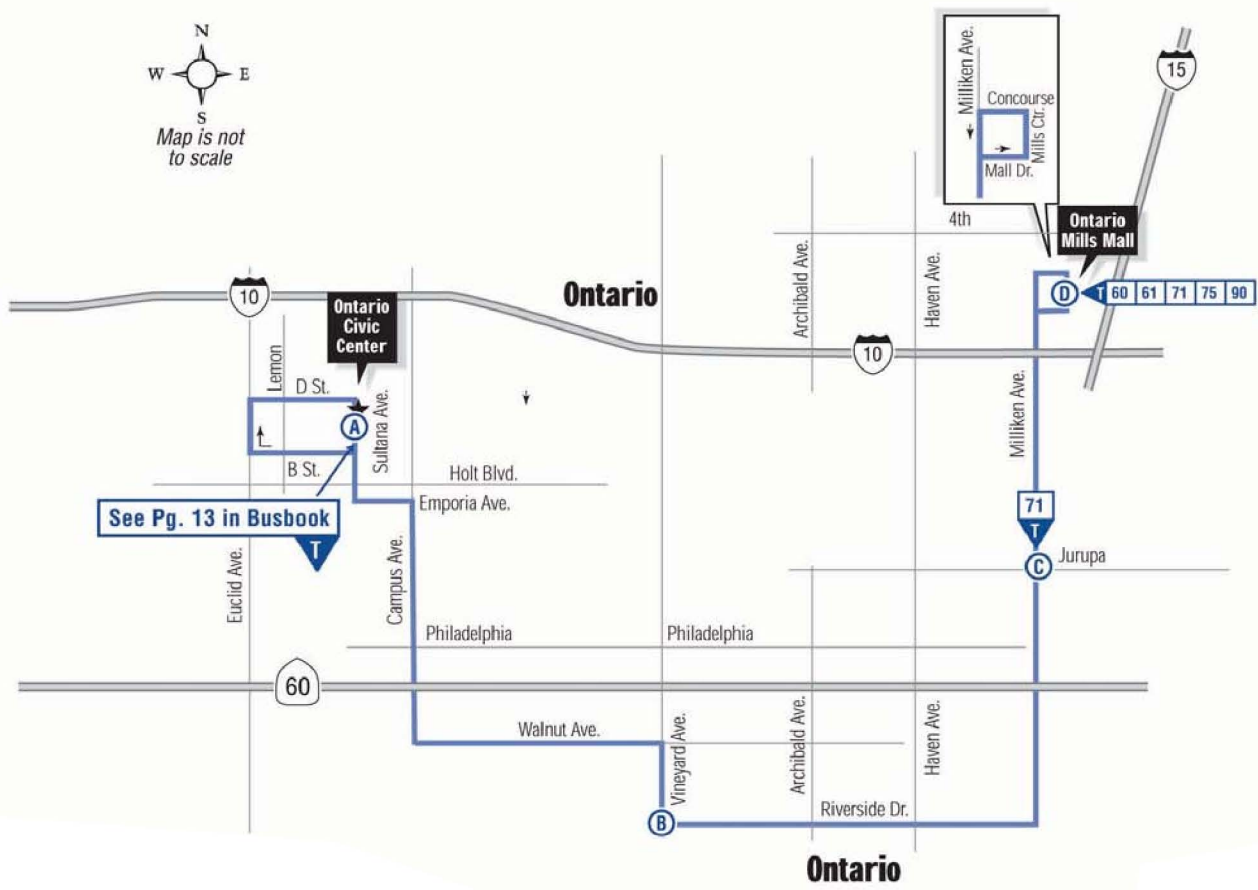 N
W
E
S
Map is not
to scale
Milliken Ave.
Concourse
Mills Ctr.
Mall Dr.
15
4th
Ontario
Mills Mall
D
T 60 61 71 75 90
10
Ontario
Civic
Center
Ontario
Archibald Ave.
Haven Ave.
10
Lemon
D St.
A
Sultana Ave.
B St.
Holt Blvd.
Emporia Ave.
Milliken Ave.
See Pg. 13 in Busbook
T
71
T
C
Jurupa
Euclid Ave.
Campus Ave.
Philadelphia
Philadelphia
60
Walnut Ave.
Vineyard Ave.
Archibald Ave.
Haven Ave.
B
Riverside Dr.
Ontario